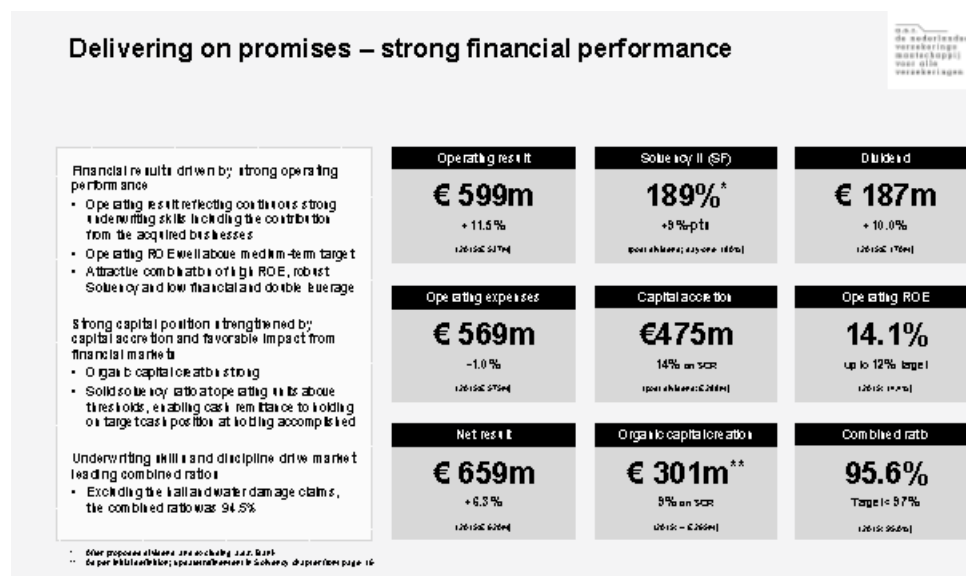 Delivering on promises – strong financial performance
a.s.r.
de nederlandse
verzekerings
maatschappij
voor alle
verzekeringen
Financial results driven by strong operating
performance
• Operating result reflecting continuous strong
underwriting skills including the contribution
from the acquired businesses
• Operating ROE well above medium-term target
• Attractive combination of high ROE, robust
Solvency and low financial and double leverage
Strong capital position strengthened by
capital accretion and favorable impact from
financial markets
• Organic capital creation strong
• Solid solvency ratio at operating units above
thresholds, enabling cash remittance to holding
on target cash position at holding accomplished
Underwriting skills and discipline drive market
leading combined ratios
• Excluding the hail and water damage claims,
the combined ratio was 94.5%
Operating result
€ 599m
+ 11.5%
Solvency II (SF)
189%*
+9%-pts
Dividend
€ 187m
+ 10.0%
Operating expenses
€ 569m
-1.0%
Capital accretion
€475m
14% on SCR
Operating ROE
14.1%
up to 12% target
Net result
€ 659m
+6.3%
Organic capital creation
€ 301m**
9% on SCR
Combined ratio
95.6%
Target < 97%